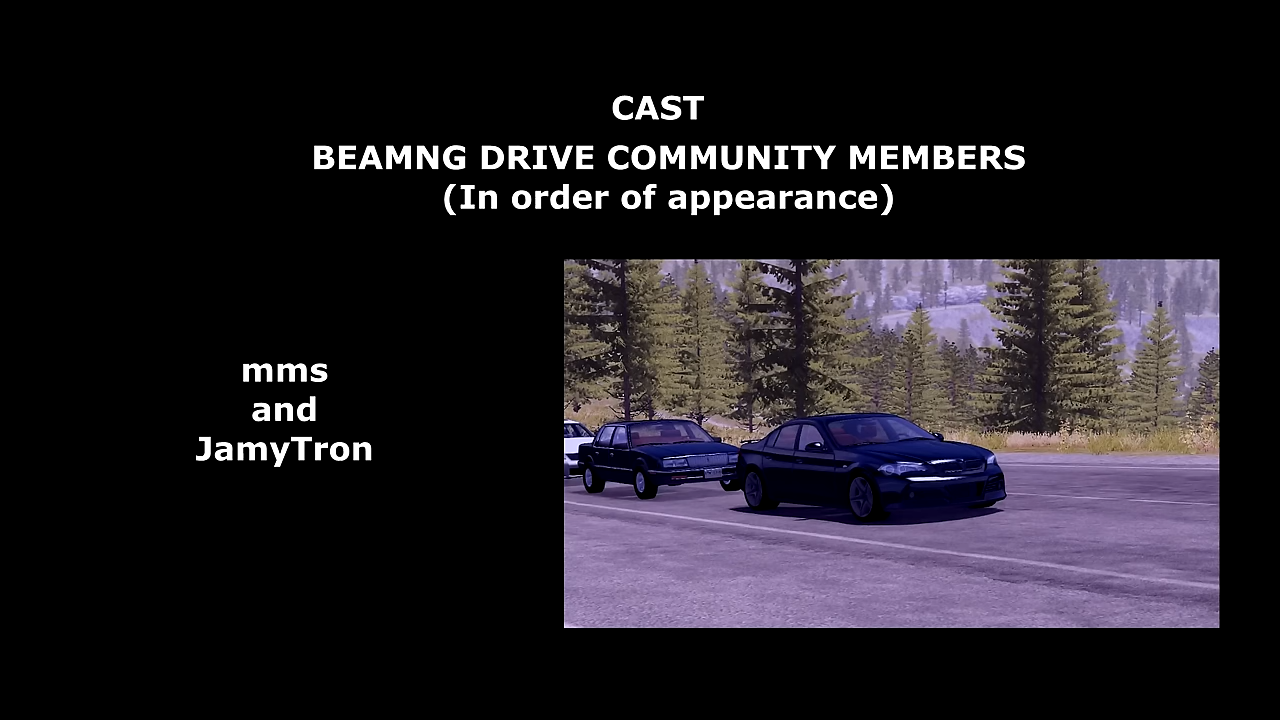 CAST
BEAMNG DRIVE COMMUNITY MEMBERS
(In order of appearance)
mms
and
JamyTron